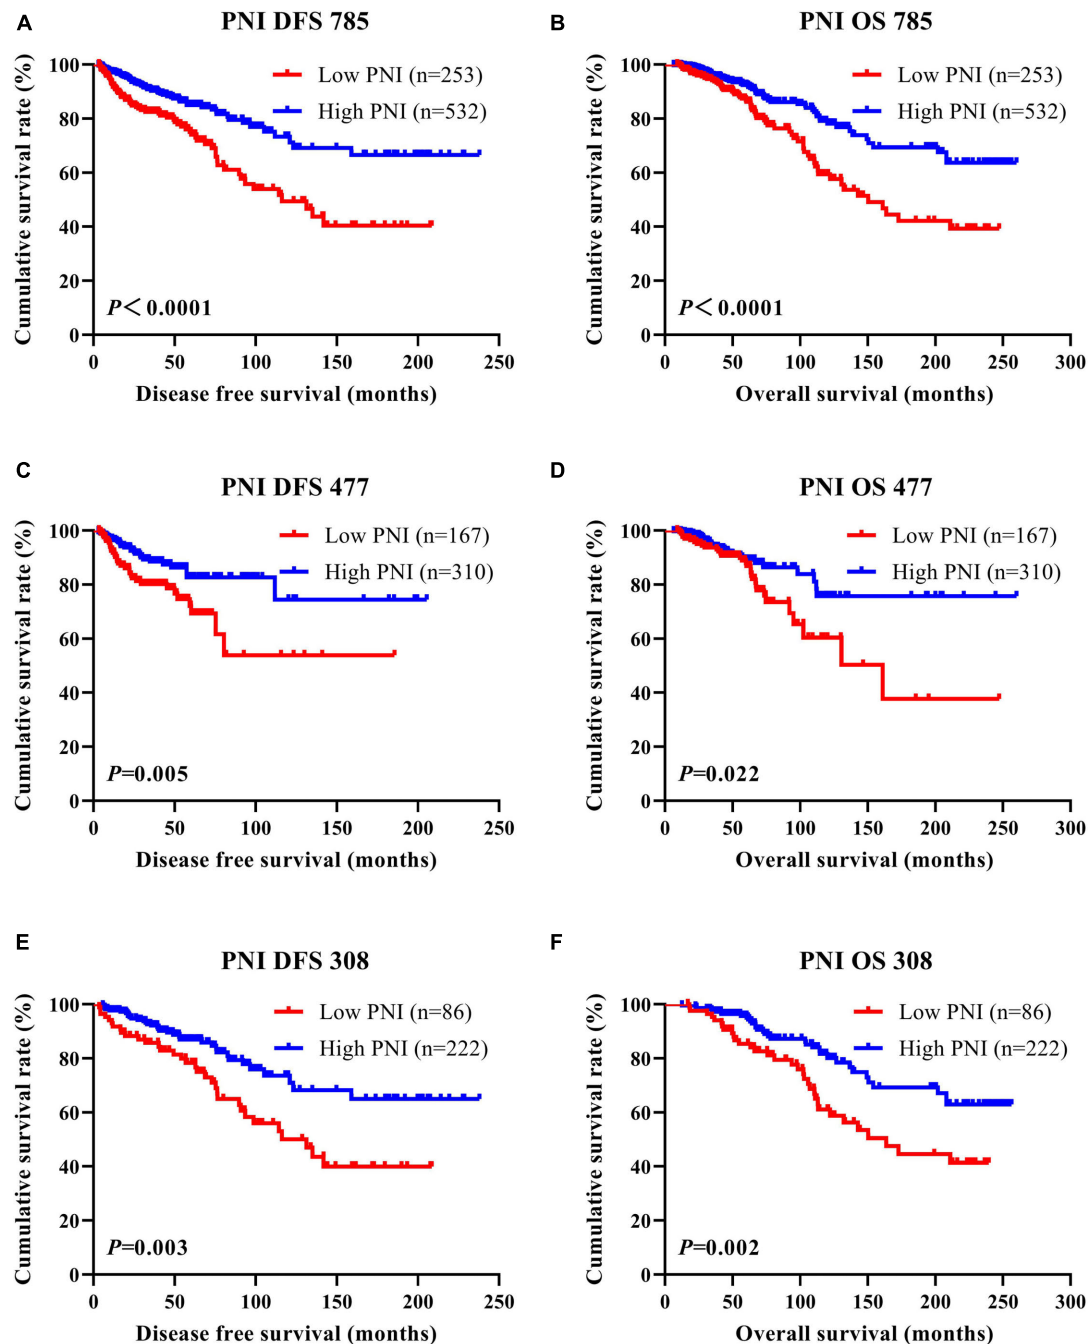 A
PNI DFS 785
Cumulative survival rate (%)
100
80
60
40
20
0
Low PNI (n=253)
High PNI (n=532)
P< 0.0001
0 50 100 150 200 250
Disease free survival (months)
B
PNI OS 785
Cumulative survival rate (%)
100
80
60
40
20
0
Low PNI (n=253)
High PNI (n=532)
P< 0.0001
0 50 100 150 200 250 300
Overall survival (months)
C
PNI DFS 477
Cumulative survival rate (%)
100
80
60
40
20
0
Low PNI (n=167)
High PNI (n=310)
P=0.005
0 50 100 150 200 250
Disease free survival (months)
D
PNI OS 477
Cumulative survival rate (%)
100
80
60
40
20
0
Low PNI (n=167)
High PNI (n=310)
P=0.022
0 50 100 150 200 250 300
Overall survival (months)
E
PNI DFS 308
Cumulative survival rate (%)
100
80
60
40
20
0
Low PNI (n=86)
High PNI (n=222)
P=0.003
0 50 100 150 200 250
Disease free survival (months)
F
PNI OS 308
Cumulative survival rate (%)
100
80
60
40
20
0
Low PNI (n=86)
High PNI (n=222)
P=0.002
0 50 100 150 200 250 300
Overall survival (months)